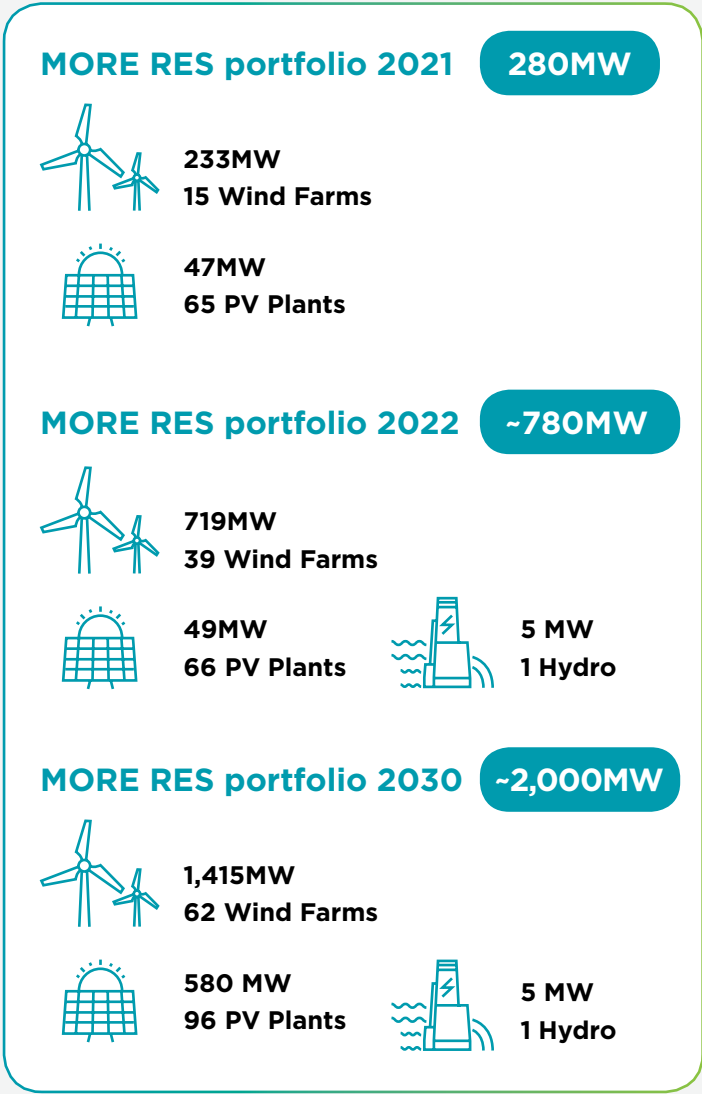 MORE RES portfolio 2021 280MW
233MW
15 Wind Farms
47MW
65 PV Plants
MORE RES portfolio 2022 ~780MW
719MW
39 Wind Farms
49MW
66 PV Plants
5 MW
1 Hydro
MORE RES portfolio 2030 ~2,000MW
1,415MW
62 Wind Farms
580 MW
96 PV Plants
5 MW
1 Hydro